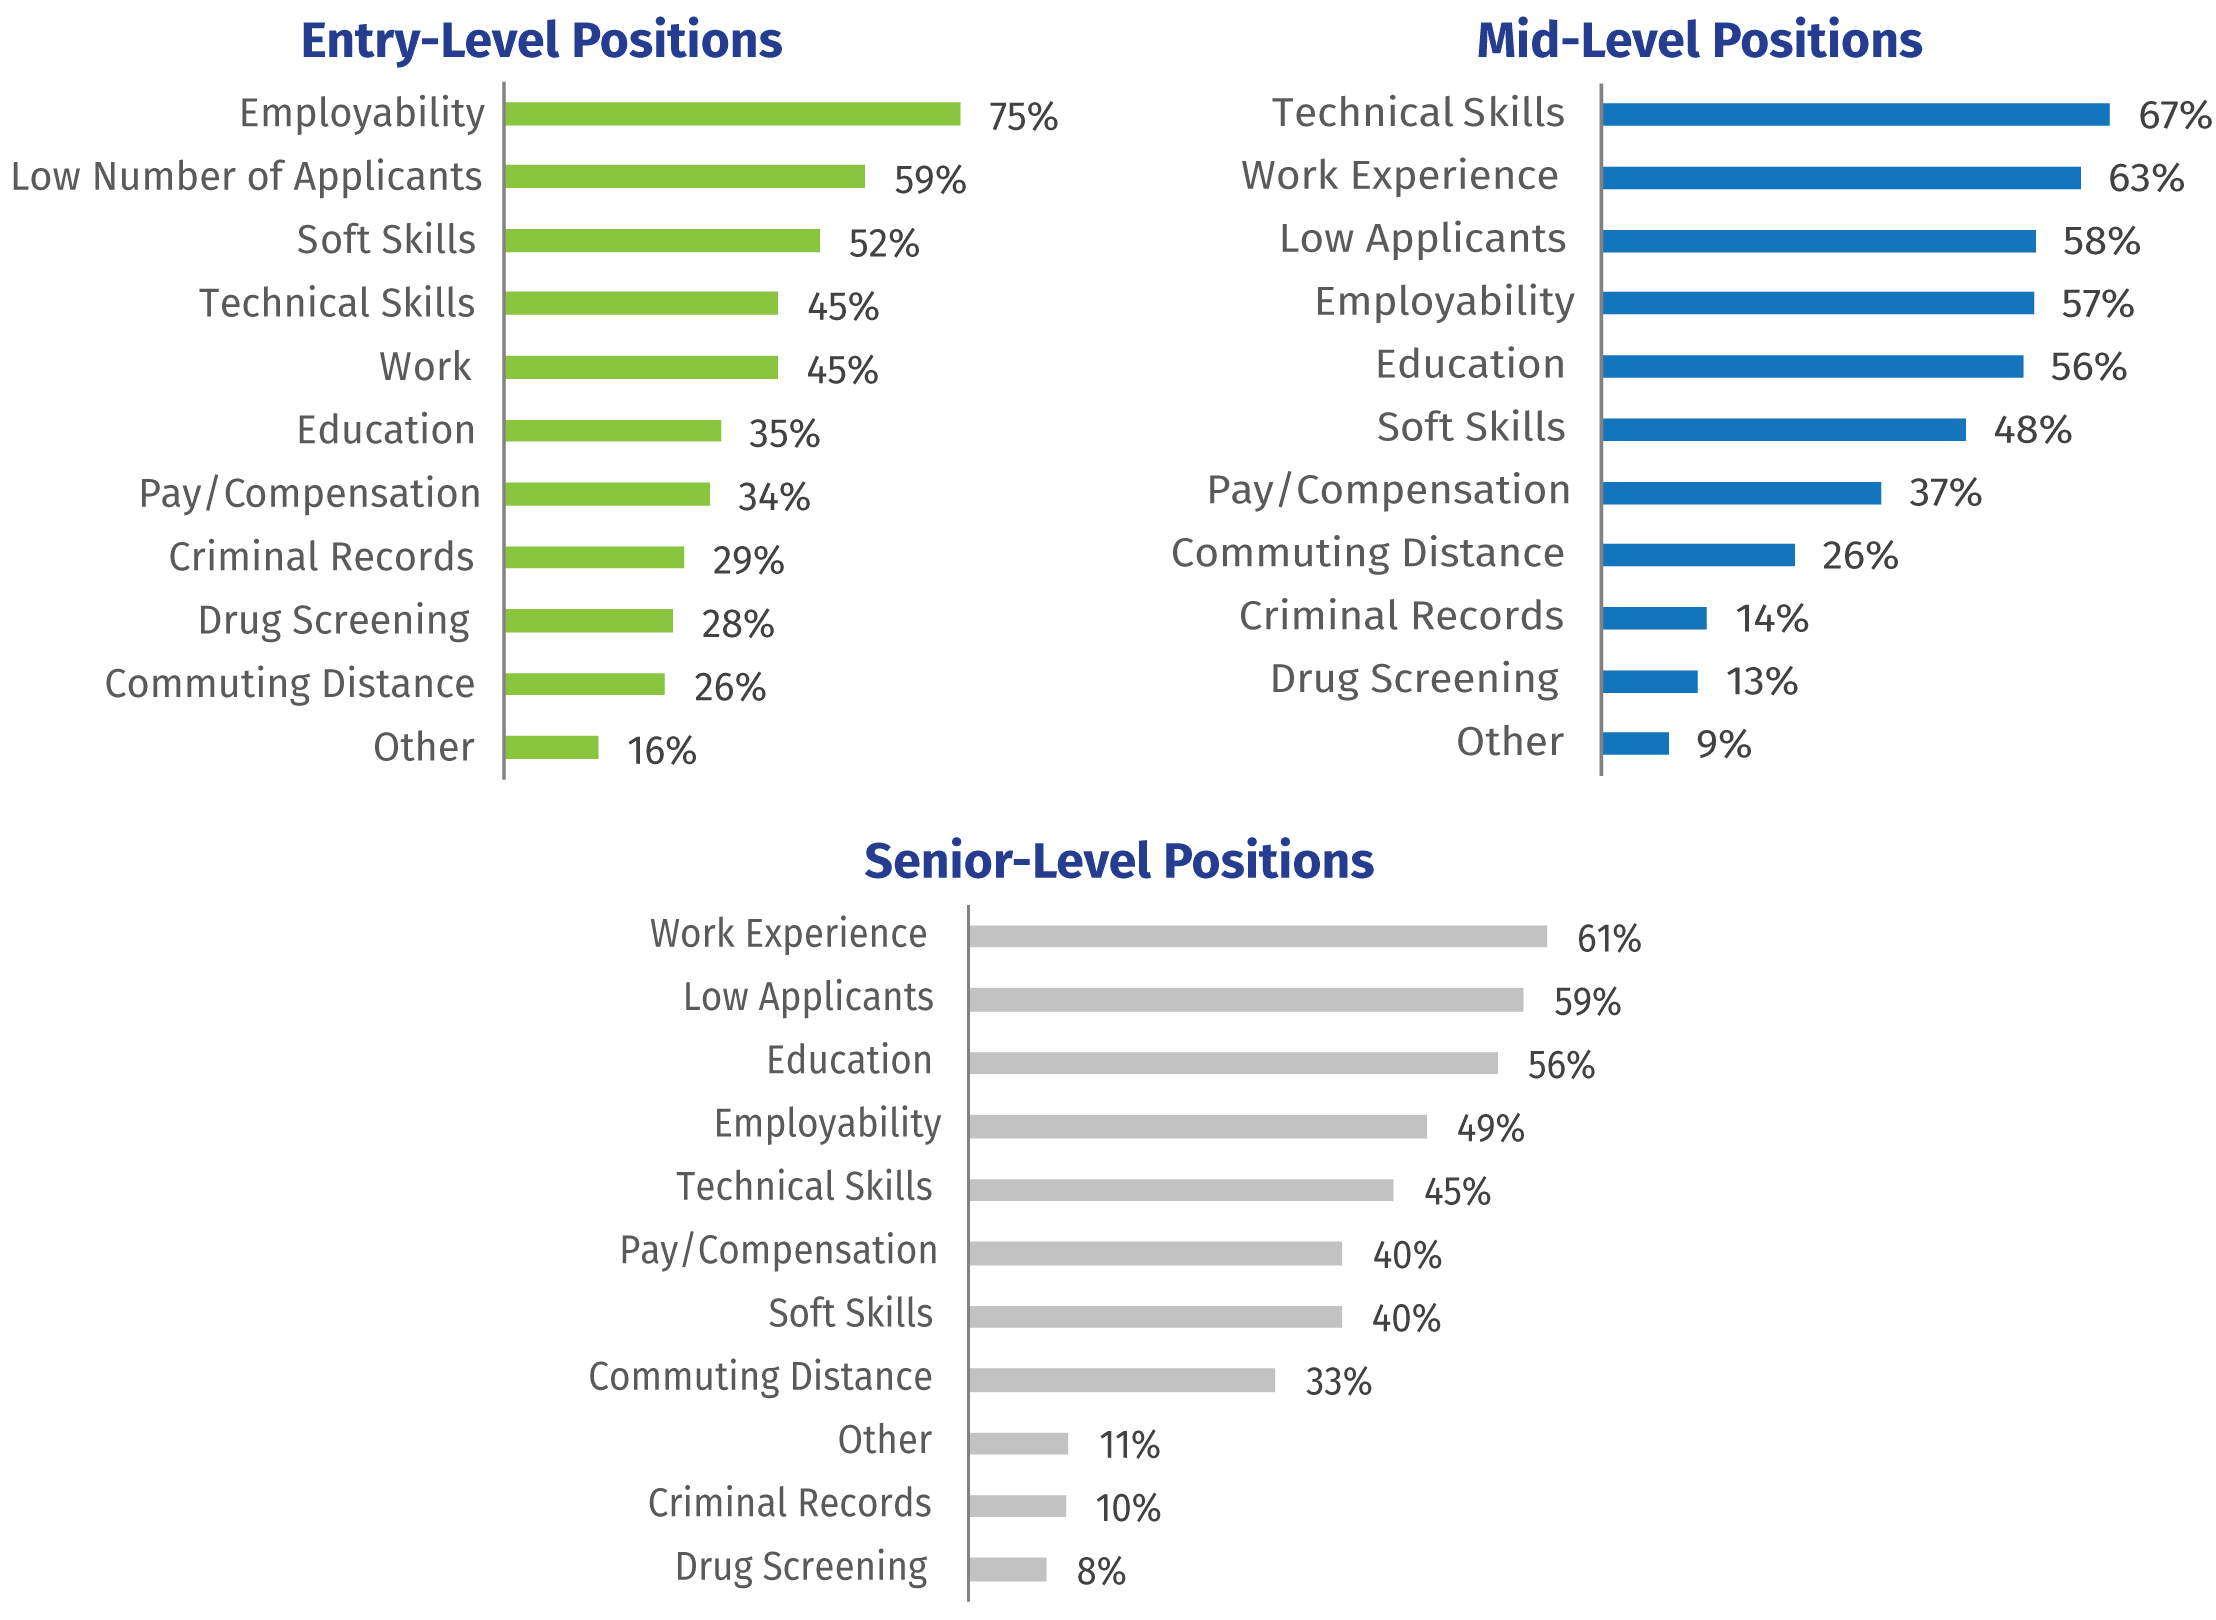 Entry-Level Positions
Employability 75%
Low Number of Applicants 59%
Soft Skills 52%
Technical Skills 45%
Work 45%
Education 35%
Pay/Compensation 34%
Criminal Records 29%
Drug Screening 28%
Commuting Distance 26%
Other 16%
Mid-Level Positions
Technical Skills 67%
Work Experience 63%
Low Applicants 58%
Employability 57%
Education 56%
Soft Skills 48%
Pay/Compensation 37%
Commuting Distance 26%
Criminal Records 14%
Drug Screening 13%
Other 9%
Senior-Level Positions
Work Experience 61%
Low Applicants 59%
Education 56%
Employability 49%
Technical Skills 45%
Pay/Compensation 40%
Soft Skills 40%
Commuting Distance 33%
Other 11%
Criminal Records 10%
Drug Screening 8%